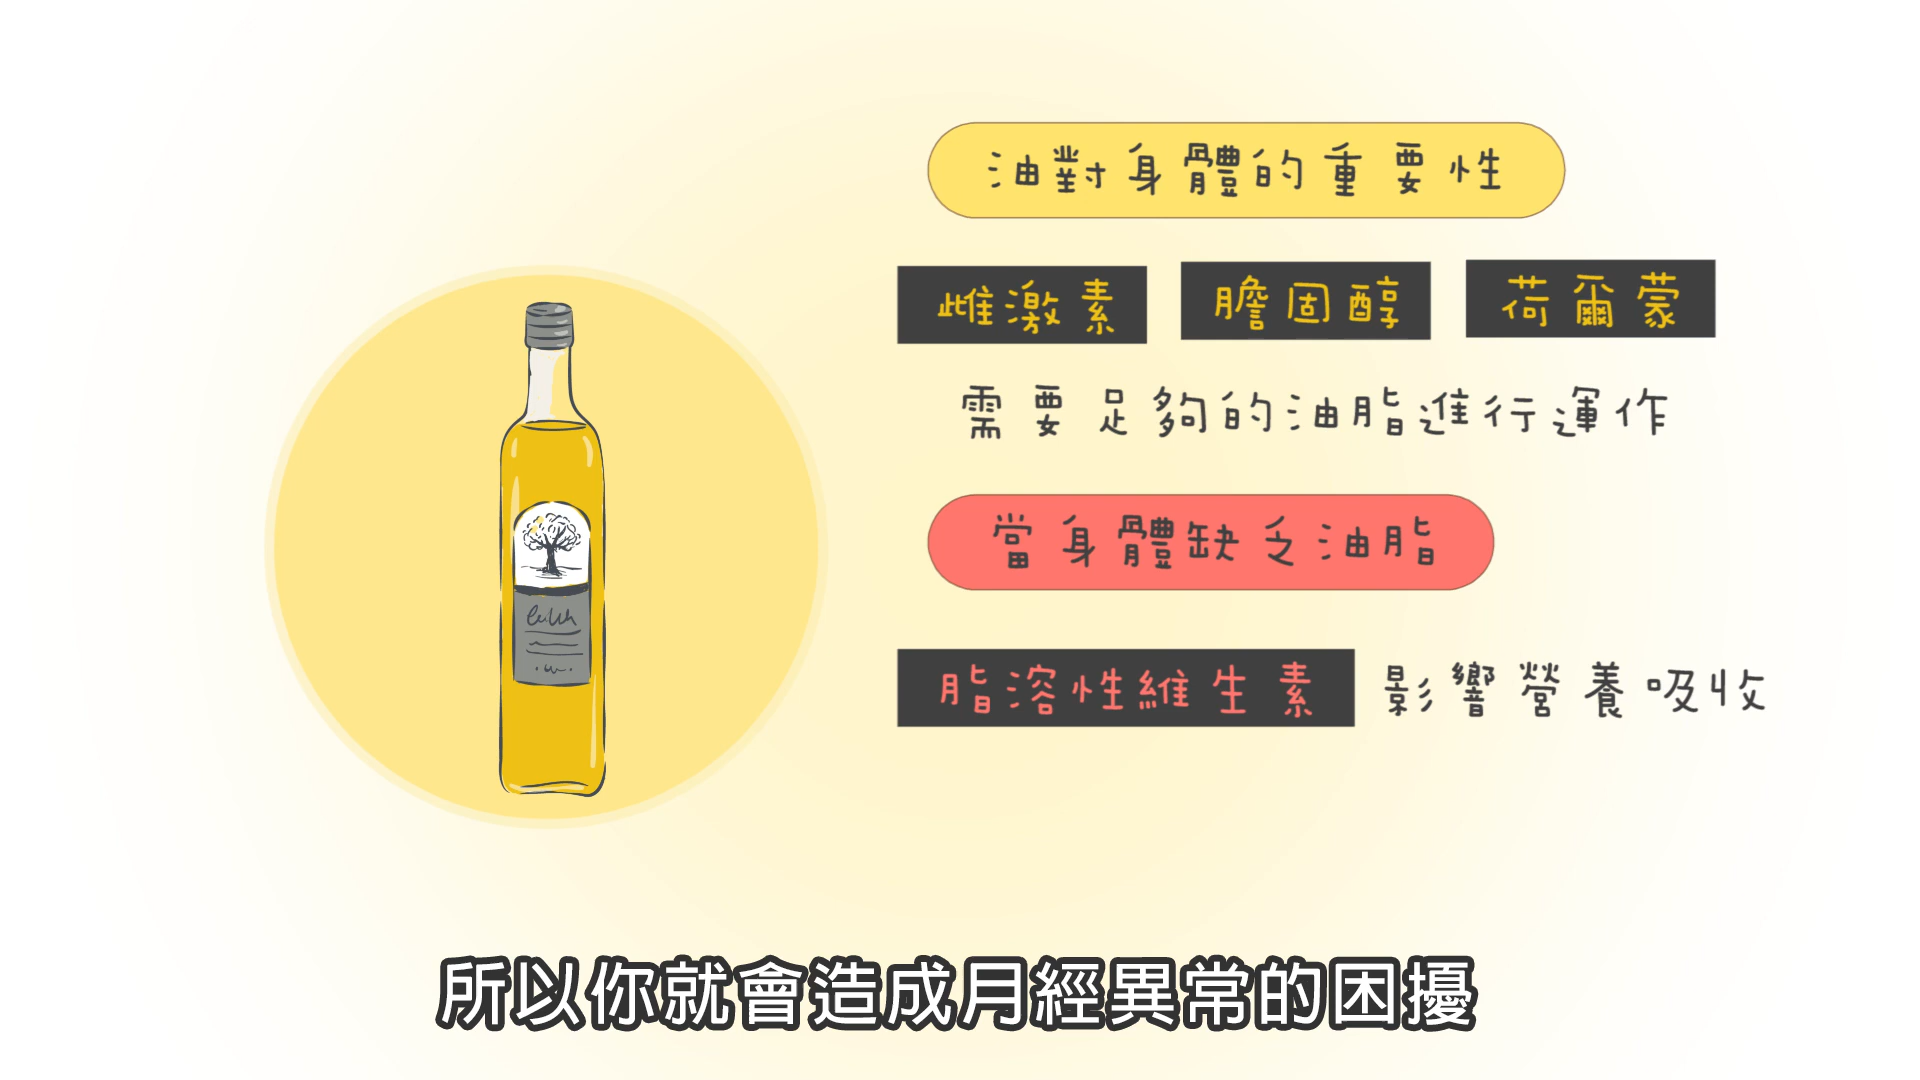 油對身體的重要性
雌激素 膽固醇 荷爾蒙
需要足夠的油脂進行運作
當身體缺乏油脂
脂溶性維生素 影響營養吸收
所以你就會造成月經異常的困擾